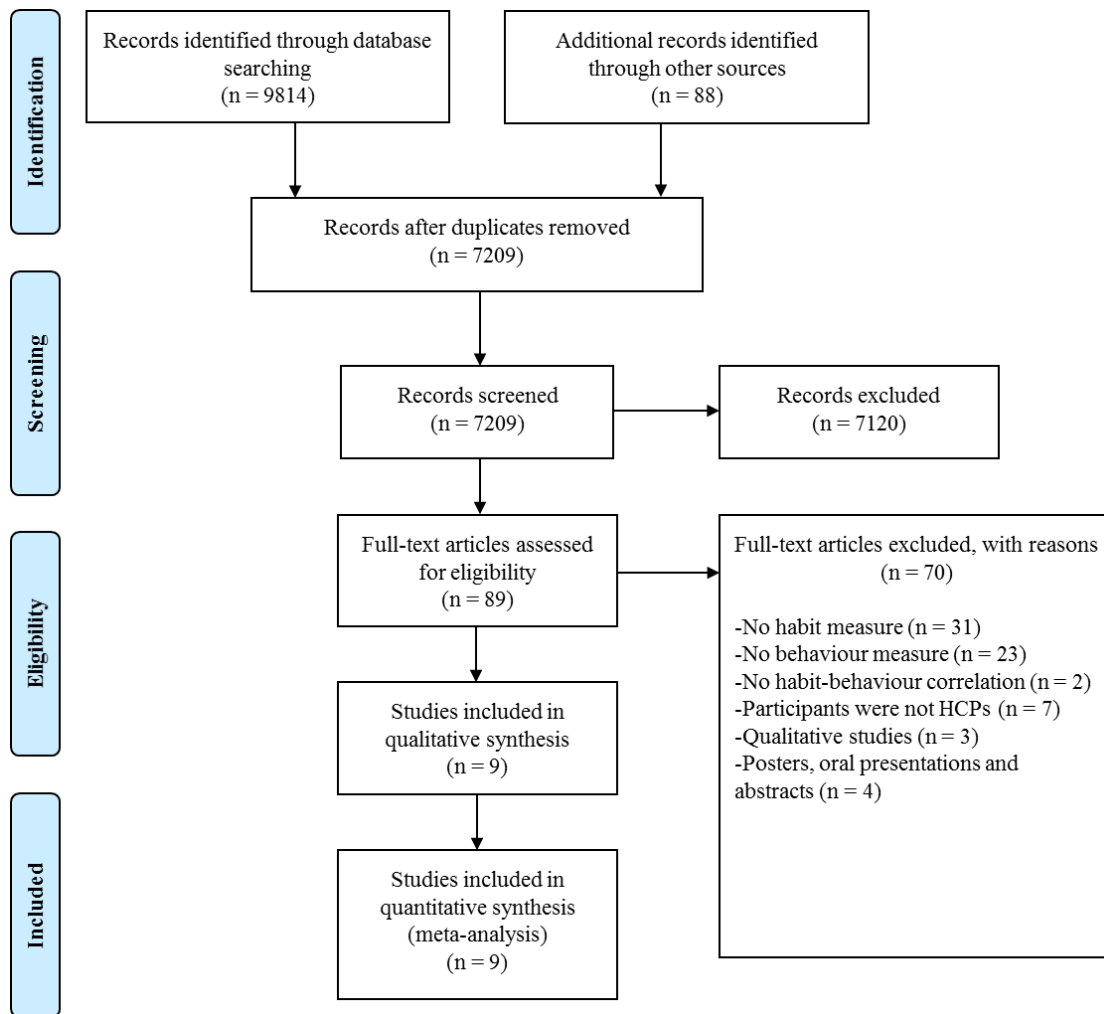 Identification
Records identified through database
searching
(n = 9814)
Additional records identified
through other sources
(n = 88)
Records after duplicates removed
(n = 7209)
Screening
Records screened
(n = 7209)
Records excluded
(n = 7120)
Eligibility
Full-text articles assessed
for eligibility
(n = 89)
Full-text articles excluded, with reasons
(n = 70)
-No habit measure (n = 31)
-No behaviour measure (n = 23)
-No habit-behaviour correlation (n = 2)
-Participants were not HCPs (n = 7)
-Qualitative studies (n = 3)
-Posters, oral presentations and
abstracts (n = 4)
Studies included in
qualitative synthesis
(n = 9)
Included
Studies included in
quantitative synthesis
(meta-analysis)
(n = 9)